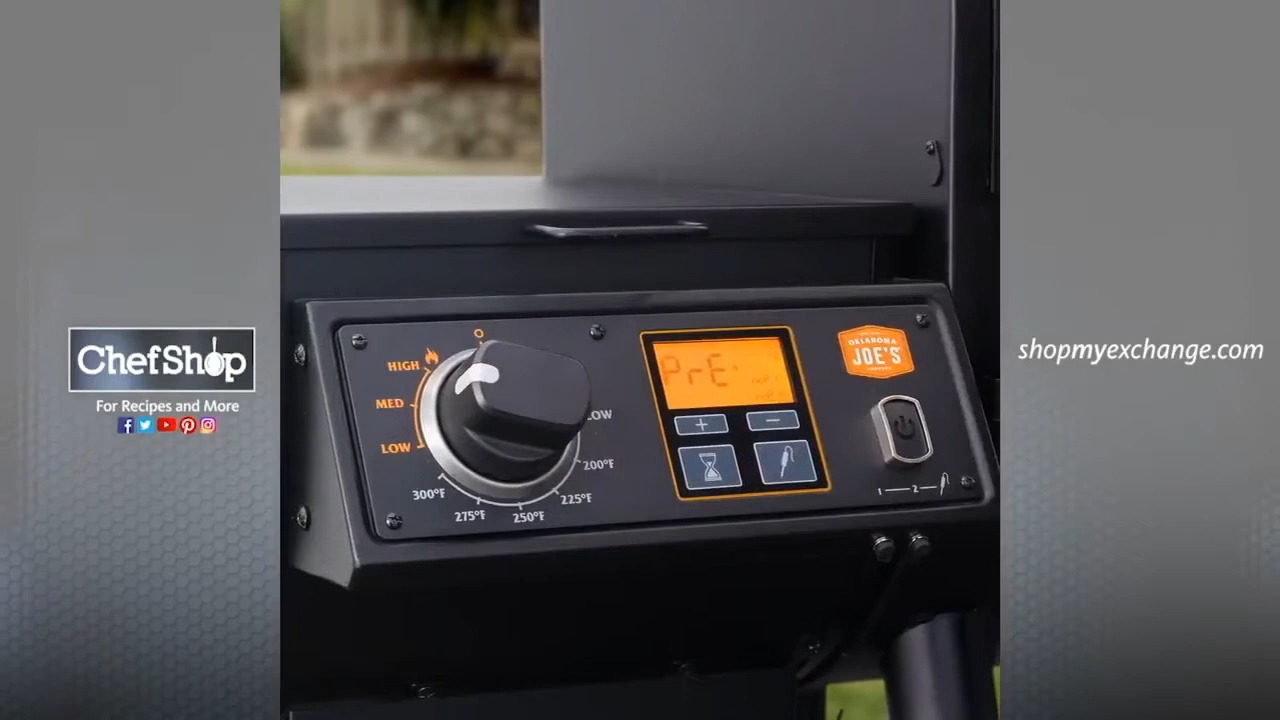 ChefShop
For Recipes and More
HIGH
MED
LOW
300°F
275°F
250°F
225°F
200°F
LOW
PrE
+
−
OKLAHOMA
JOE'S
1 2
shopmyexchange.com